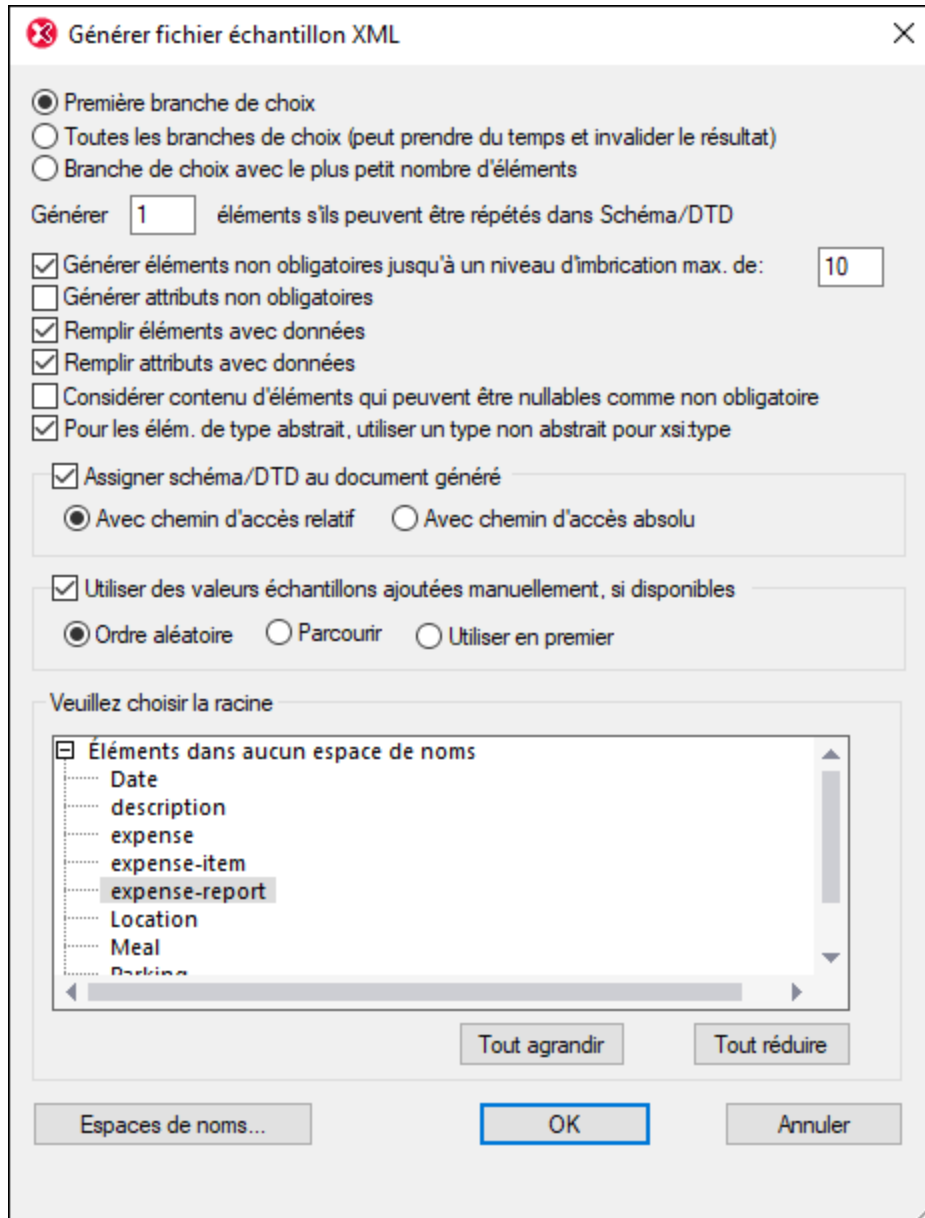 Générer fichier échantillon XML
Première branche de choix
Toutes les branches de choix (peut prendre du temps et invalider le résultat)
Branche de choix avec le plus petit nombre d'éléments
Générer 1 éléments s'ils peuvent être répétés dans Schéma/DTD
Générer éléments non obligatoires jusqu'à un niveau d'imbrication max. de: 10
Générer attributs non obligatoires
Remplir éléments avec données
Remplir attributs avec données
Considérer contenu d'éléments qui peuvent être nullables comme non obligatoire
Pour les élém. de type abstrait, utiliser un type non abstrait pour xsi:type
Assigner schéma/DTD au document généré
Avec chemin d'accès relatif Avec chemin d'accès absolu
Utiliser des valeurs échantillons ajoutées manuellement, si disponibles
Ordre aléatoire Parcourir Utiliser en premier
Veuillez choisir la racine
Éléments dans aucun espace de noms
Date
description
expense
expense-item
expense-report
Location
Meal
Parking
Tout agrandir Tout réduire
Espaces de noms... OK Annuler